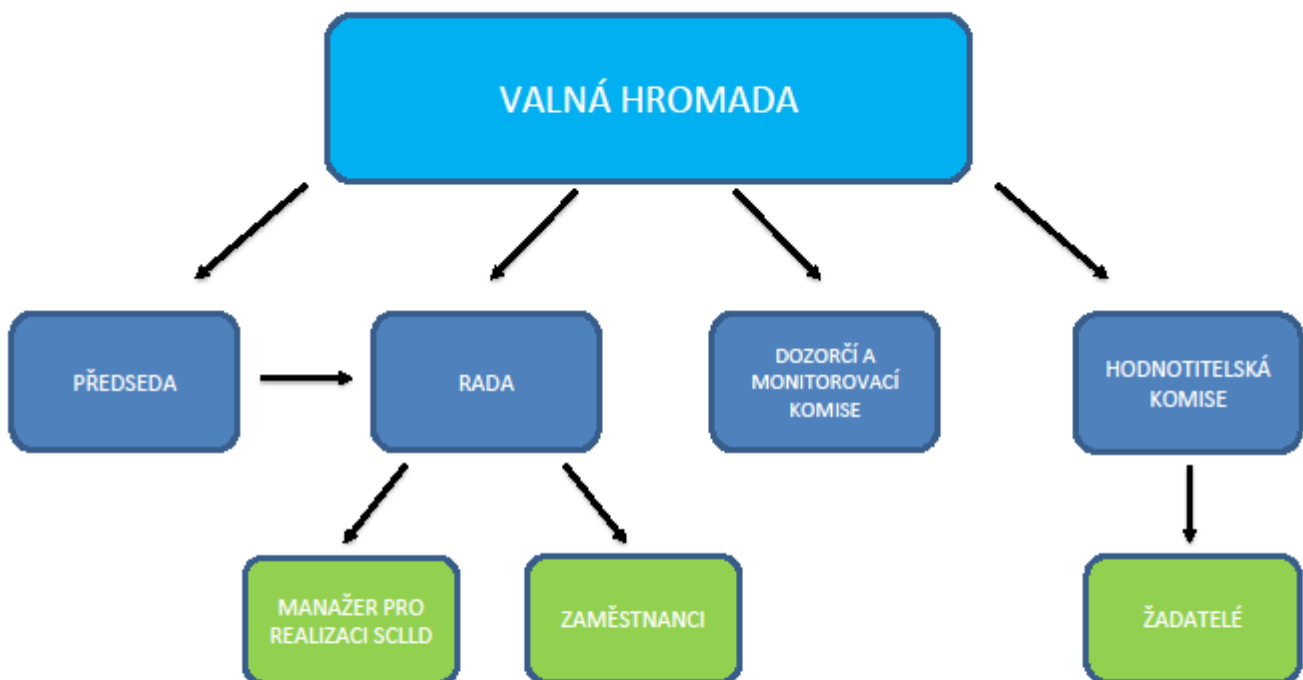 VALNÁ HROMADA
PŘEDSEDA
RADA
DOZORČÍ A
MONITOROVACÍ
KOMISE
HODNOTITELSKÁ
KOMISE
MANAŽER PRO
REALIZACI SCLLD
ZAMĚSTNANCI
ŽADATELÉ